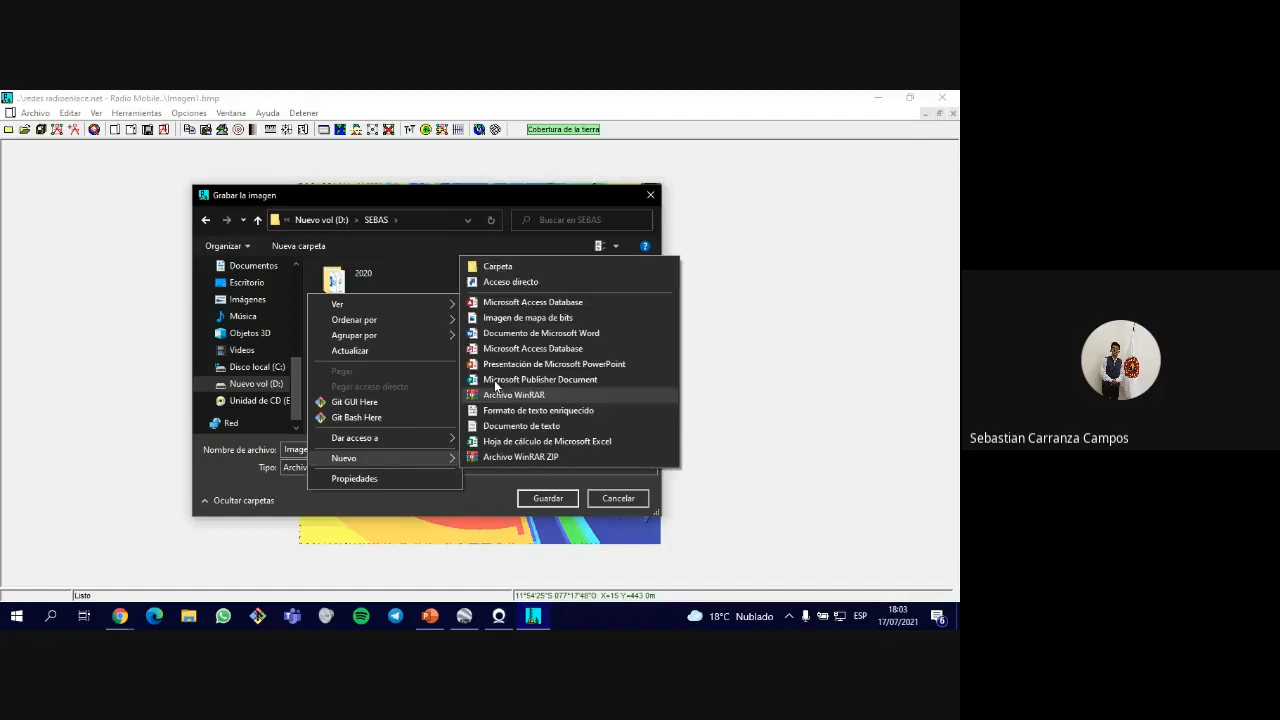 ..\redes radioenlace.net - Radio Mobile..\Imagen1.bmp
Archivo Editar Ver Herramientas Opciones Ventana Ayuda Detener
Cobertura de la tierra
Grabar la imagen
Nuevo vol (D:) SEBAS
Buscar en SEBAS
Organizar Nueva carpeta
Documentos
Escritorio
Imágenes
Música
Objetos 3D
Videos
Disco local (C:)
Nuevo vol (D:)
Unidad de CD (E
Red
2020
Ver
Ordenar por
Agrupar por
Actualizar
Pegar
Pegar acceso directo
Git GUI Here
Git Bash Here
Dar acceso a
Nuevo
Propiedades
Carpeta
Acceso directo
Microsoft Access Database
Imagen de mapa de bits
Documento de Microsoft Word
Microsoft Access Database
Presentación de Microsoft PowerPoint
Microsoft Publisher Document
Archivo WinRAR
Formato de texto enriquecido
Documento de texto
Hoja de cálculo de Microsoft Excel
Archivo WinRAR ZIP
Nombre de archivo: Image
Tipo: Archiv
Ocultar carpetas
Guardar Cancelar
Listo
11°54'25"S 077°17'48"O: X=15 Y=443 0m
18°C Nublado
ESP
18:03
17/07/2021
6
Sebastian Carranza Campos